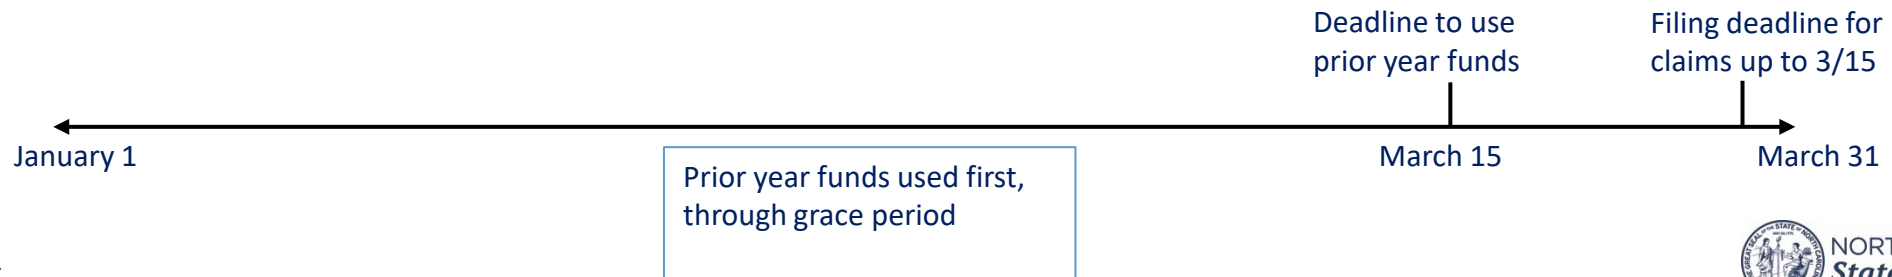 Deadline to use
prior year funds
Filing deadline for
claims up to 3/15
January 1
March 15
March 31
Prior year funds used first,
through grace period